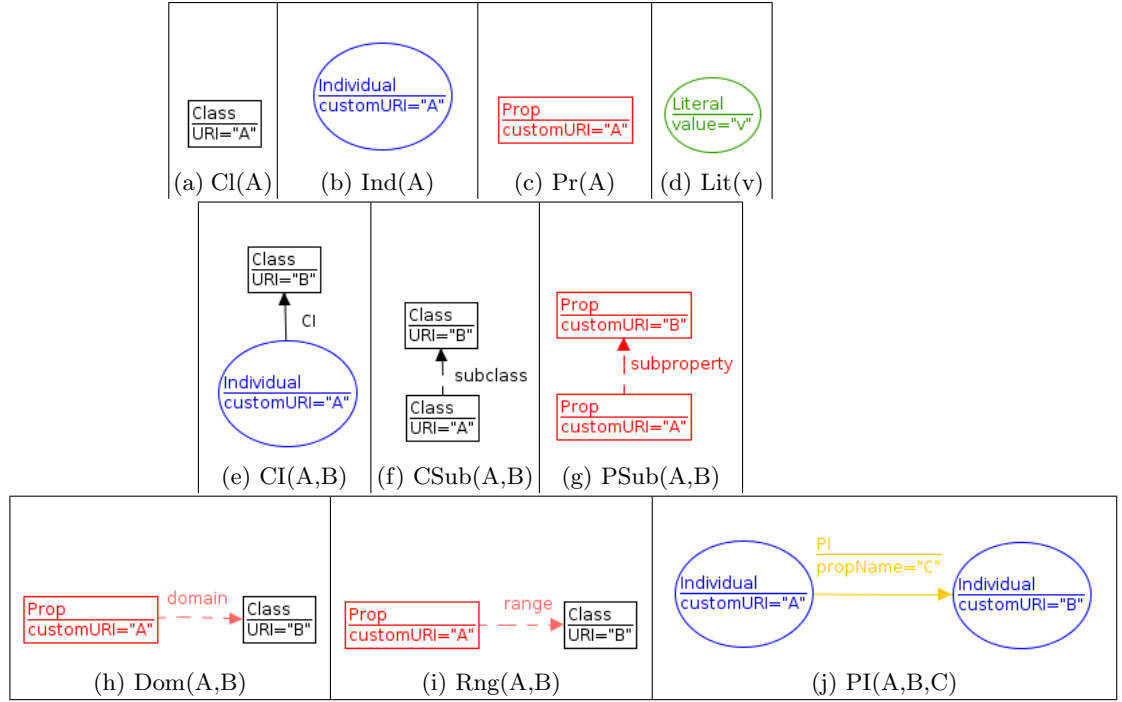 Class
URI="A"
(a) Cl(A)
Individual
customURI="A"
(b) Ind(A)
Prop
customURI="A"
(c) Pr(A)
Literal
value="v"
(d) Lit(v)
Class
URI="B"
CI
Individual
customURI="A"
(e) CI(A,B)
Class
URI="B"
subclass
Class
URI="A"
(f) CSub(A,B)
Prop
customURI="B"
subproperty
Prop
customURI="A"
(g) PSub(A,B)
Prop
customURI="A"
domain
Class
URI="B"
(h) Dom(A,B)
Prop
customURI="A"
range
Class
URI="B"
(i) Rng(A,B)
Individual
customURI="A"
PI
propName="C"
Individual
customURI="B"
(j) PI(A,B,C)